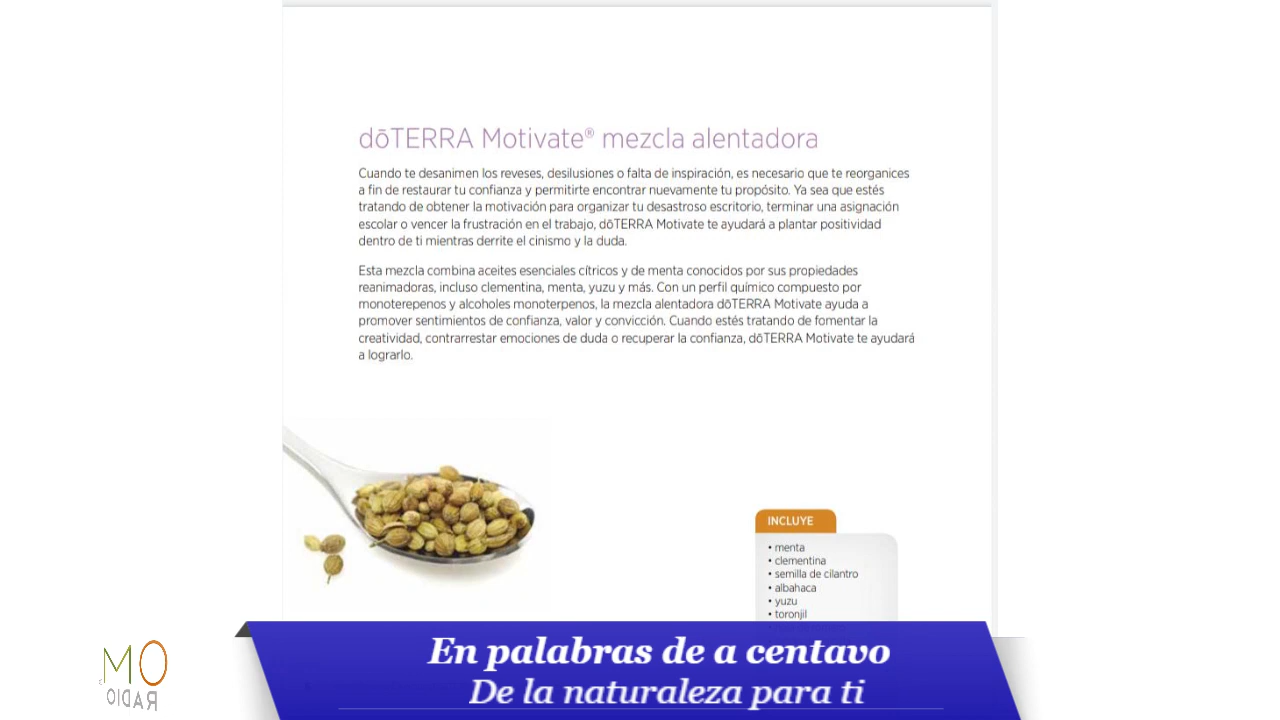 dōTERRA Motivate® mezcla alentadora
Cuando te desanimen los reveses, desilusiones o falta de inspiración, es necesario que te reorganices
a fin de restaurar tu confianza y permitirte encontrar nuevamente tu propósito. Ya sea que estés
tratando de obtener la motivación para organizar tu desastroso escritorio, terminar una asignación
escolar o vencer la frustración en el trabajo, dōTERRA Motivate te ayudará a plantar positividad
dentro de ti mientras derrite el cinismo y la duda.
Esta mezcla combina aceites esenciales cítricos y de menta conocidos por sus propiedades
reanimadoras, incluso clementina, menta, yuzu y más. Con un perfil químico compuesto por
monoterepenos y alcoholes monoterpenos, la mezcla alentadora dōTERRA Motivate ayuda a
promover sentimientos de confianza, valor y convicción. Cuando estés tratando de fomentar la
creatividad, contrarrestar emociones de duda o recuperar la confianza, dōTERRA Motivate te ayudará
a lograrlo.
INCLUYE
• menta
• clementina
• semilla de cilantro
• albahaca
• yuzu
• toronjil
En palabras de a centavo
De la naturaleza para ti
MO
RADIO